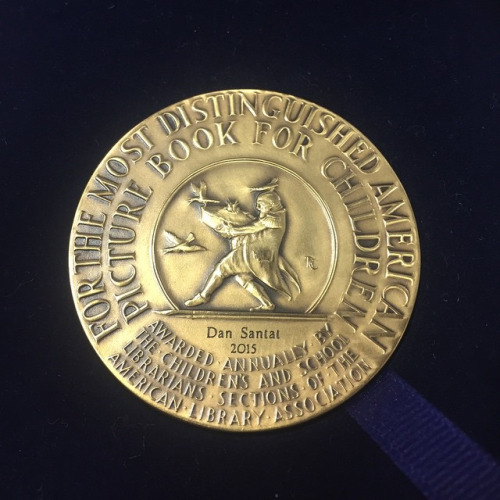 FOR THE MOST DISTINGUISHED AMERICAN
PICTURE BOOK FOR CHILDREN
Dan Santat
2015
AWARDED · ANNUALLY · BY
THE CHILDREN'S AND SCHOOL
LIBRARIANS · SECTIONS · OF THE
AMERICAN · LIBRARY · ASSOCIATION